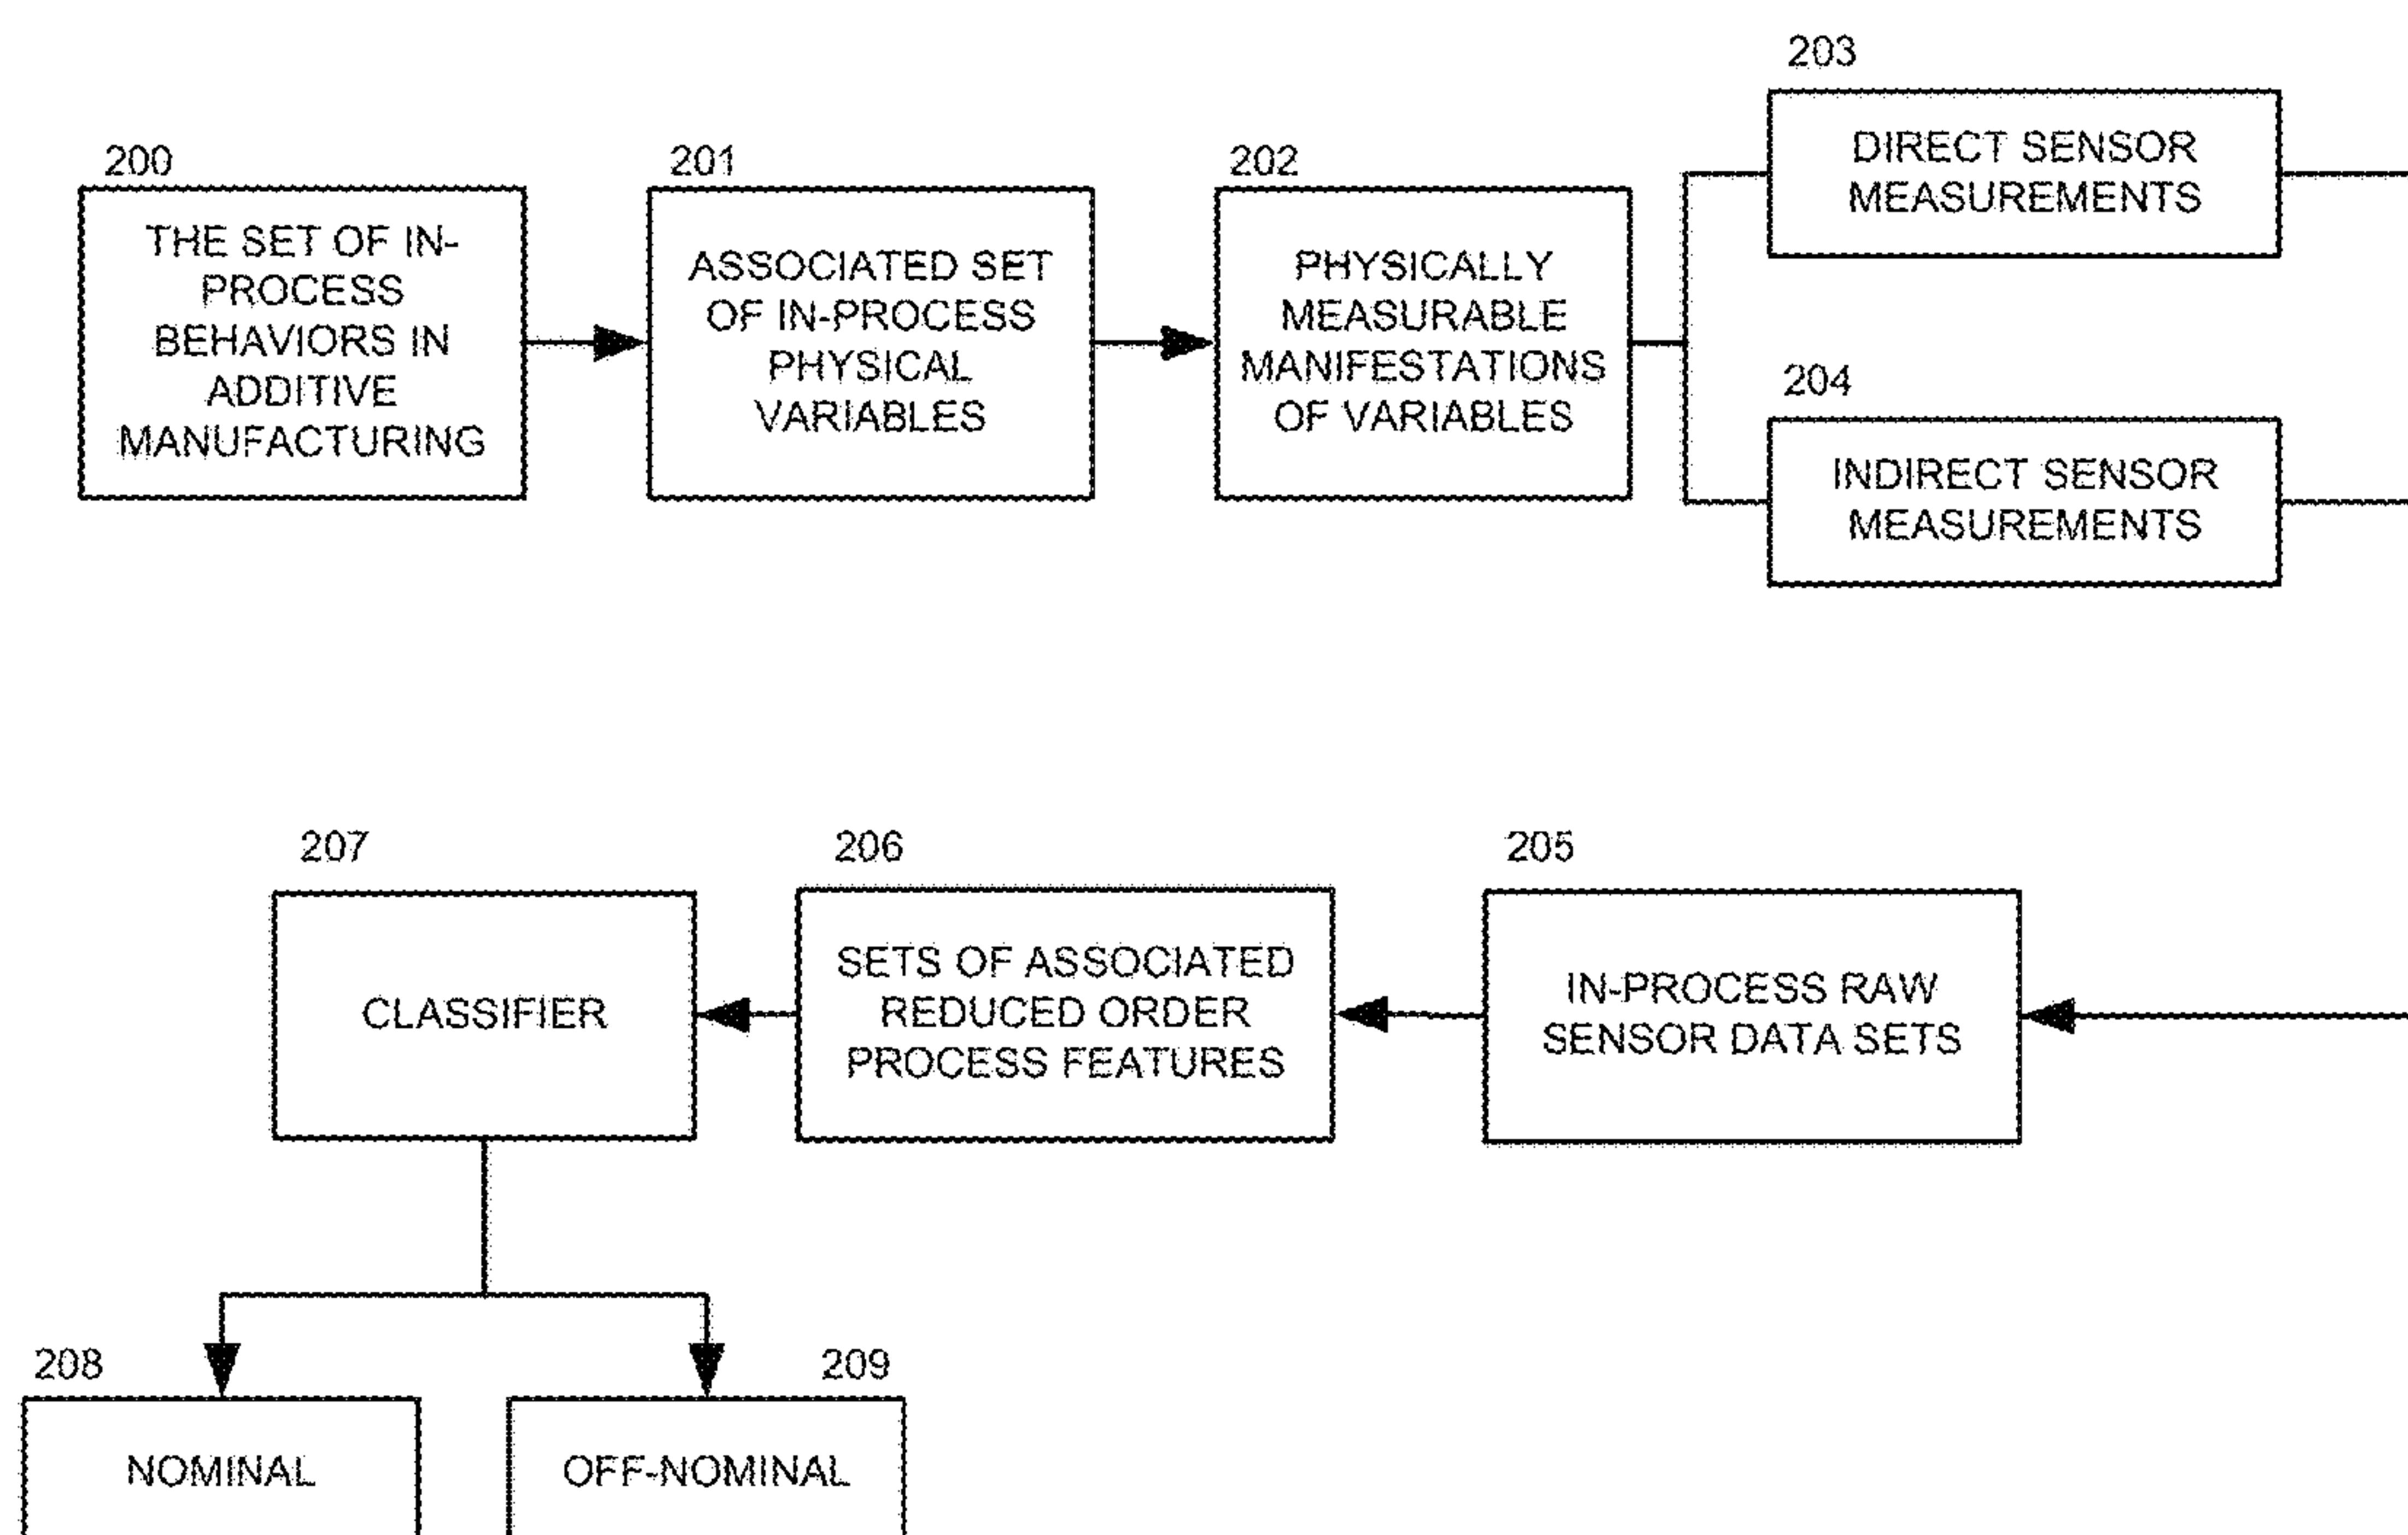 200
THE SET OF IN-
PROCESS
BEHAVIORS IN
ADDITIVE
MANUFACTURING
201
ASSOCIATED SET
OF IN-PROCESS
PHYSICAL
VARIABLES
202
PHYSICALLY
MEASURABLE
MANIFESTATIONS
OF VARIABLES
203
DIRECT SENSOR
MEASUREMENTS
204
INDIRECT SENSOR
MEASUREMENTS
205
IN-PROCESS RAW
SENSOR DATA SETS
206
SETS OF ASSOCIATED
REDUCED ORDER
PROCESS FEATURES
207
CLASSIFIER
208
NOMINAL
209
OFF-NOMINAL